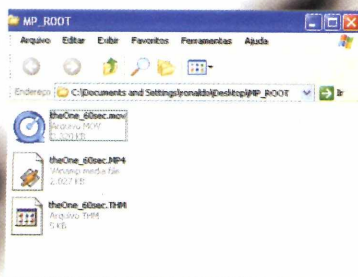 MP_ROOT
Arquivo Editar Exibir Favoritos Ferramentas Ajuda
Endereço C:\Documents and Settings\ronaldo\Desktop\MP_ROOT Ir
theOne_60sec.mov
Arquivo MOV
theOne_60sec.MP4
Winamp media file
2.027 KB
theOne_60sec.THM
Arquivo THM
5 KB